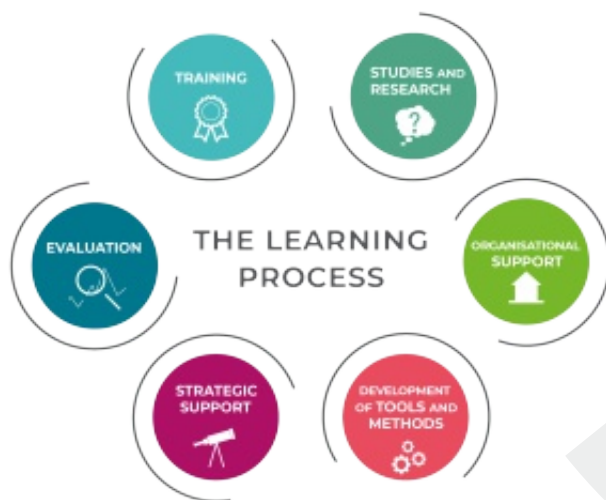 TRAINING
STUDIES AND
RESEARCH
?
EVALUATION
THE LEARNING
PROCESS
ORGANISATIONAL
SUPPORT
STRATEGIC
SUPPORT
DEVELOPMENT
OF TOOLS AND
METHODS